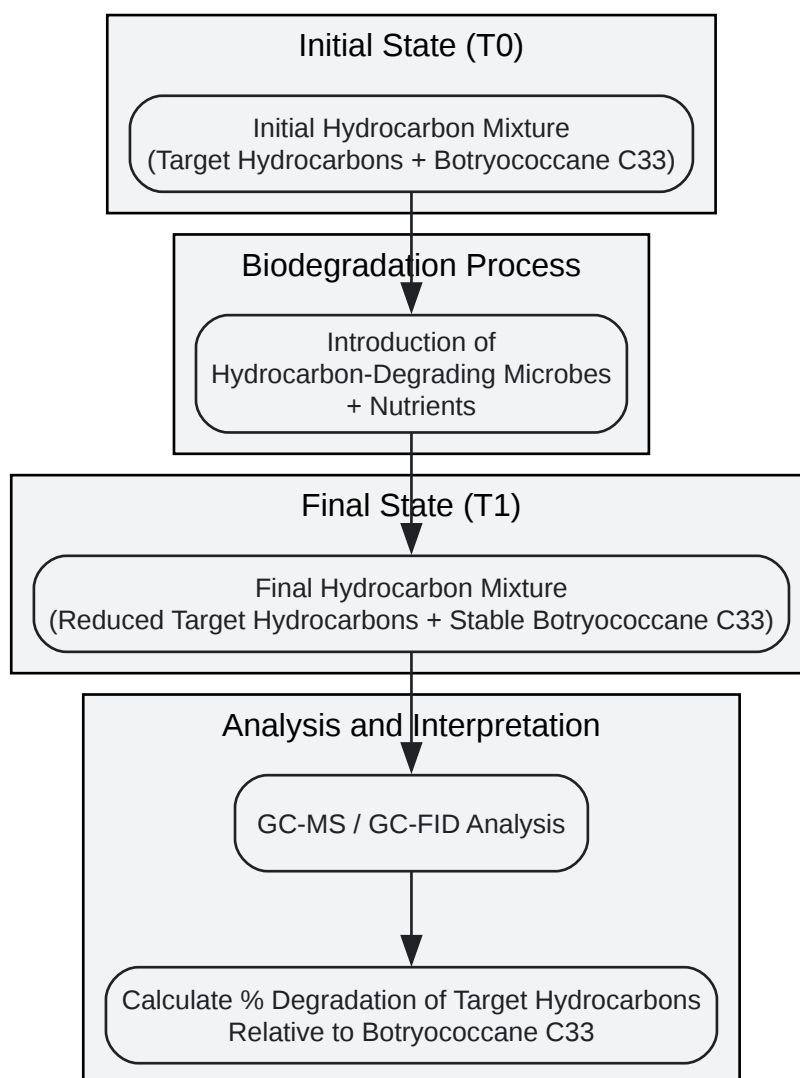 Initial State (T0)
Initial Hydrocarbon Mixture
(Target Hydrocarbons + Botryococcane C33)
Biodegradation Process
Introduction of
Hydrocarbon-Degrading Microbes
+ Nutrients
Final State (T1)
Final Hydrocarbon Mixture
(Reduced Target Hydrocarbons + Stable Botryococcane C33)
Analysis and Interpretation
GC-MS / GC-FID Analysis
Calculate % Degradation of Target Hydrocarbons
Relative to Botryococcane C33